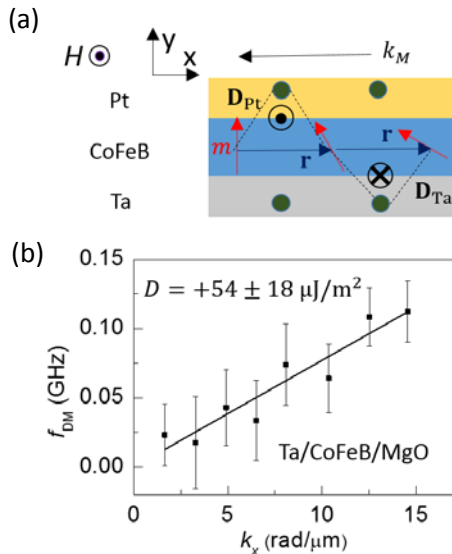 (a)
H
y
x
k_M
Pt
D_Pt
CoFeB
m
r
r
Ta
D_Ta
(b)
D = +54 ± 18 μJ/m²
0.15
0.10
0.05
0.00
f_DM (GHz)
Ta/CoFeB/MgO
0 5 10 15
k_x (rad/μm)